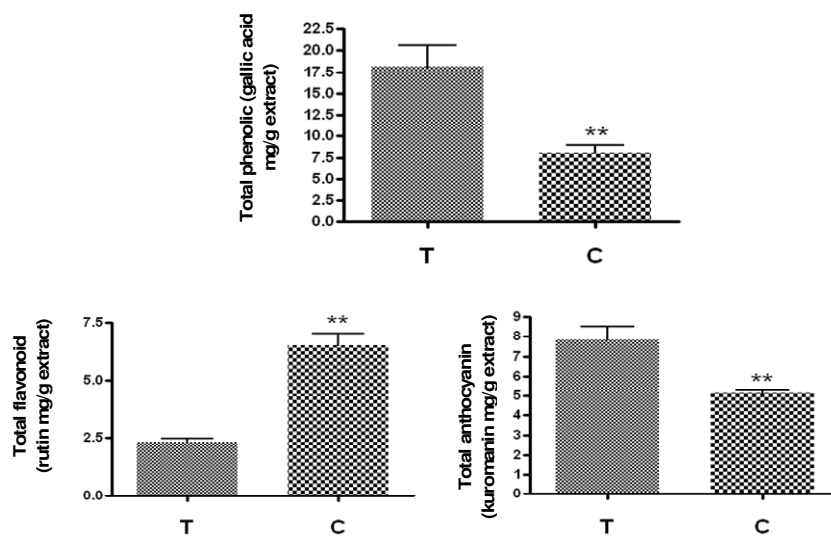 Total phenolic (gallic acid
mg/g extract)
22.5
20.0
17.5
15.0
12.5
10.0
7.5
5.0
2.5
0.0
**
T
C
Total flavonoid
(rutin mg/g extract)
7.5
5.0
2.5
0.0
**
T
C
Total anthocyanin
(kuromanin mg/g extract)
9
8
7
6
5
4
3
2
1
0
**
T
C